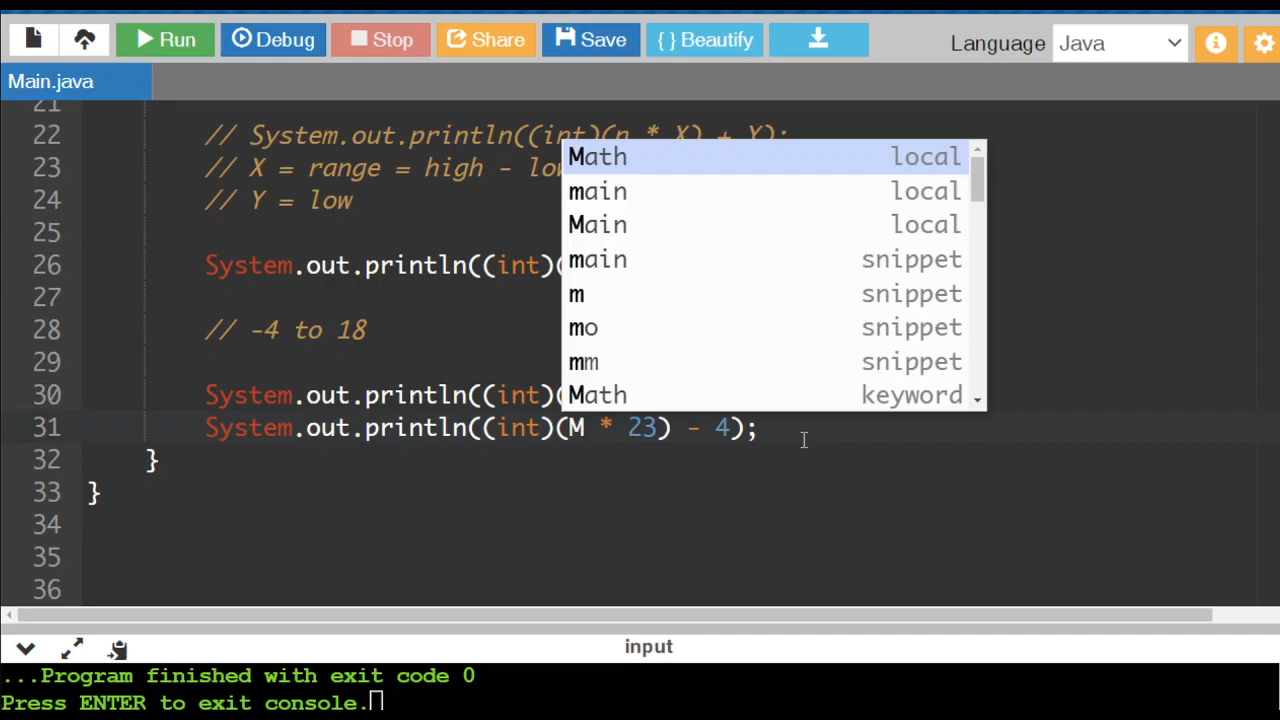 Run Debug Stop Share Save { } Beautify Language Java
Main.java
21
22 // System.out.println((int)(n * X) + Y);
23 // X = range = high - low
24 // Y = low
25
26 System.out.println((int)(
27
28 // -4 to 18
29
30 System.out.println((int)(
31 System.out.println((int)(M * 23) - 4);
32 }
33 }
34
35
36
Math local
main local
Main local
main snippet
m snippet
mo snippet
mm snippet
Math keyword
input
...Program finished with exit code 0
Press ENTER to exit console.